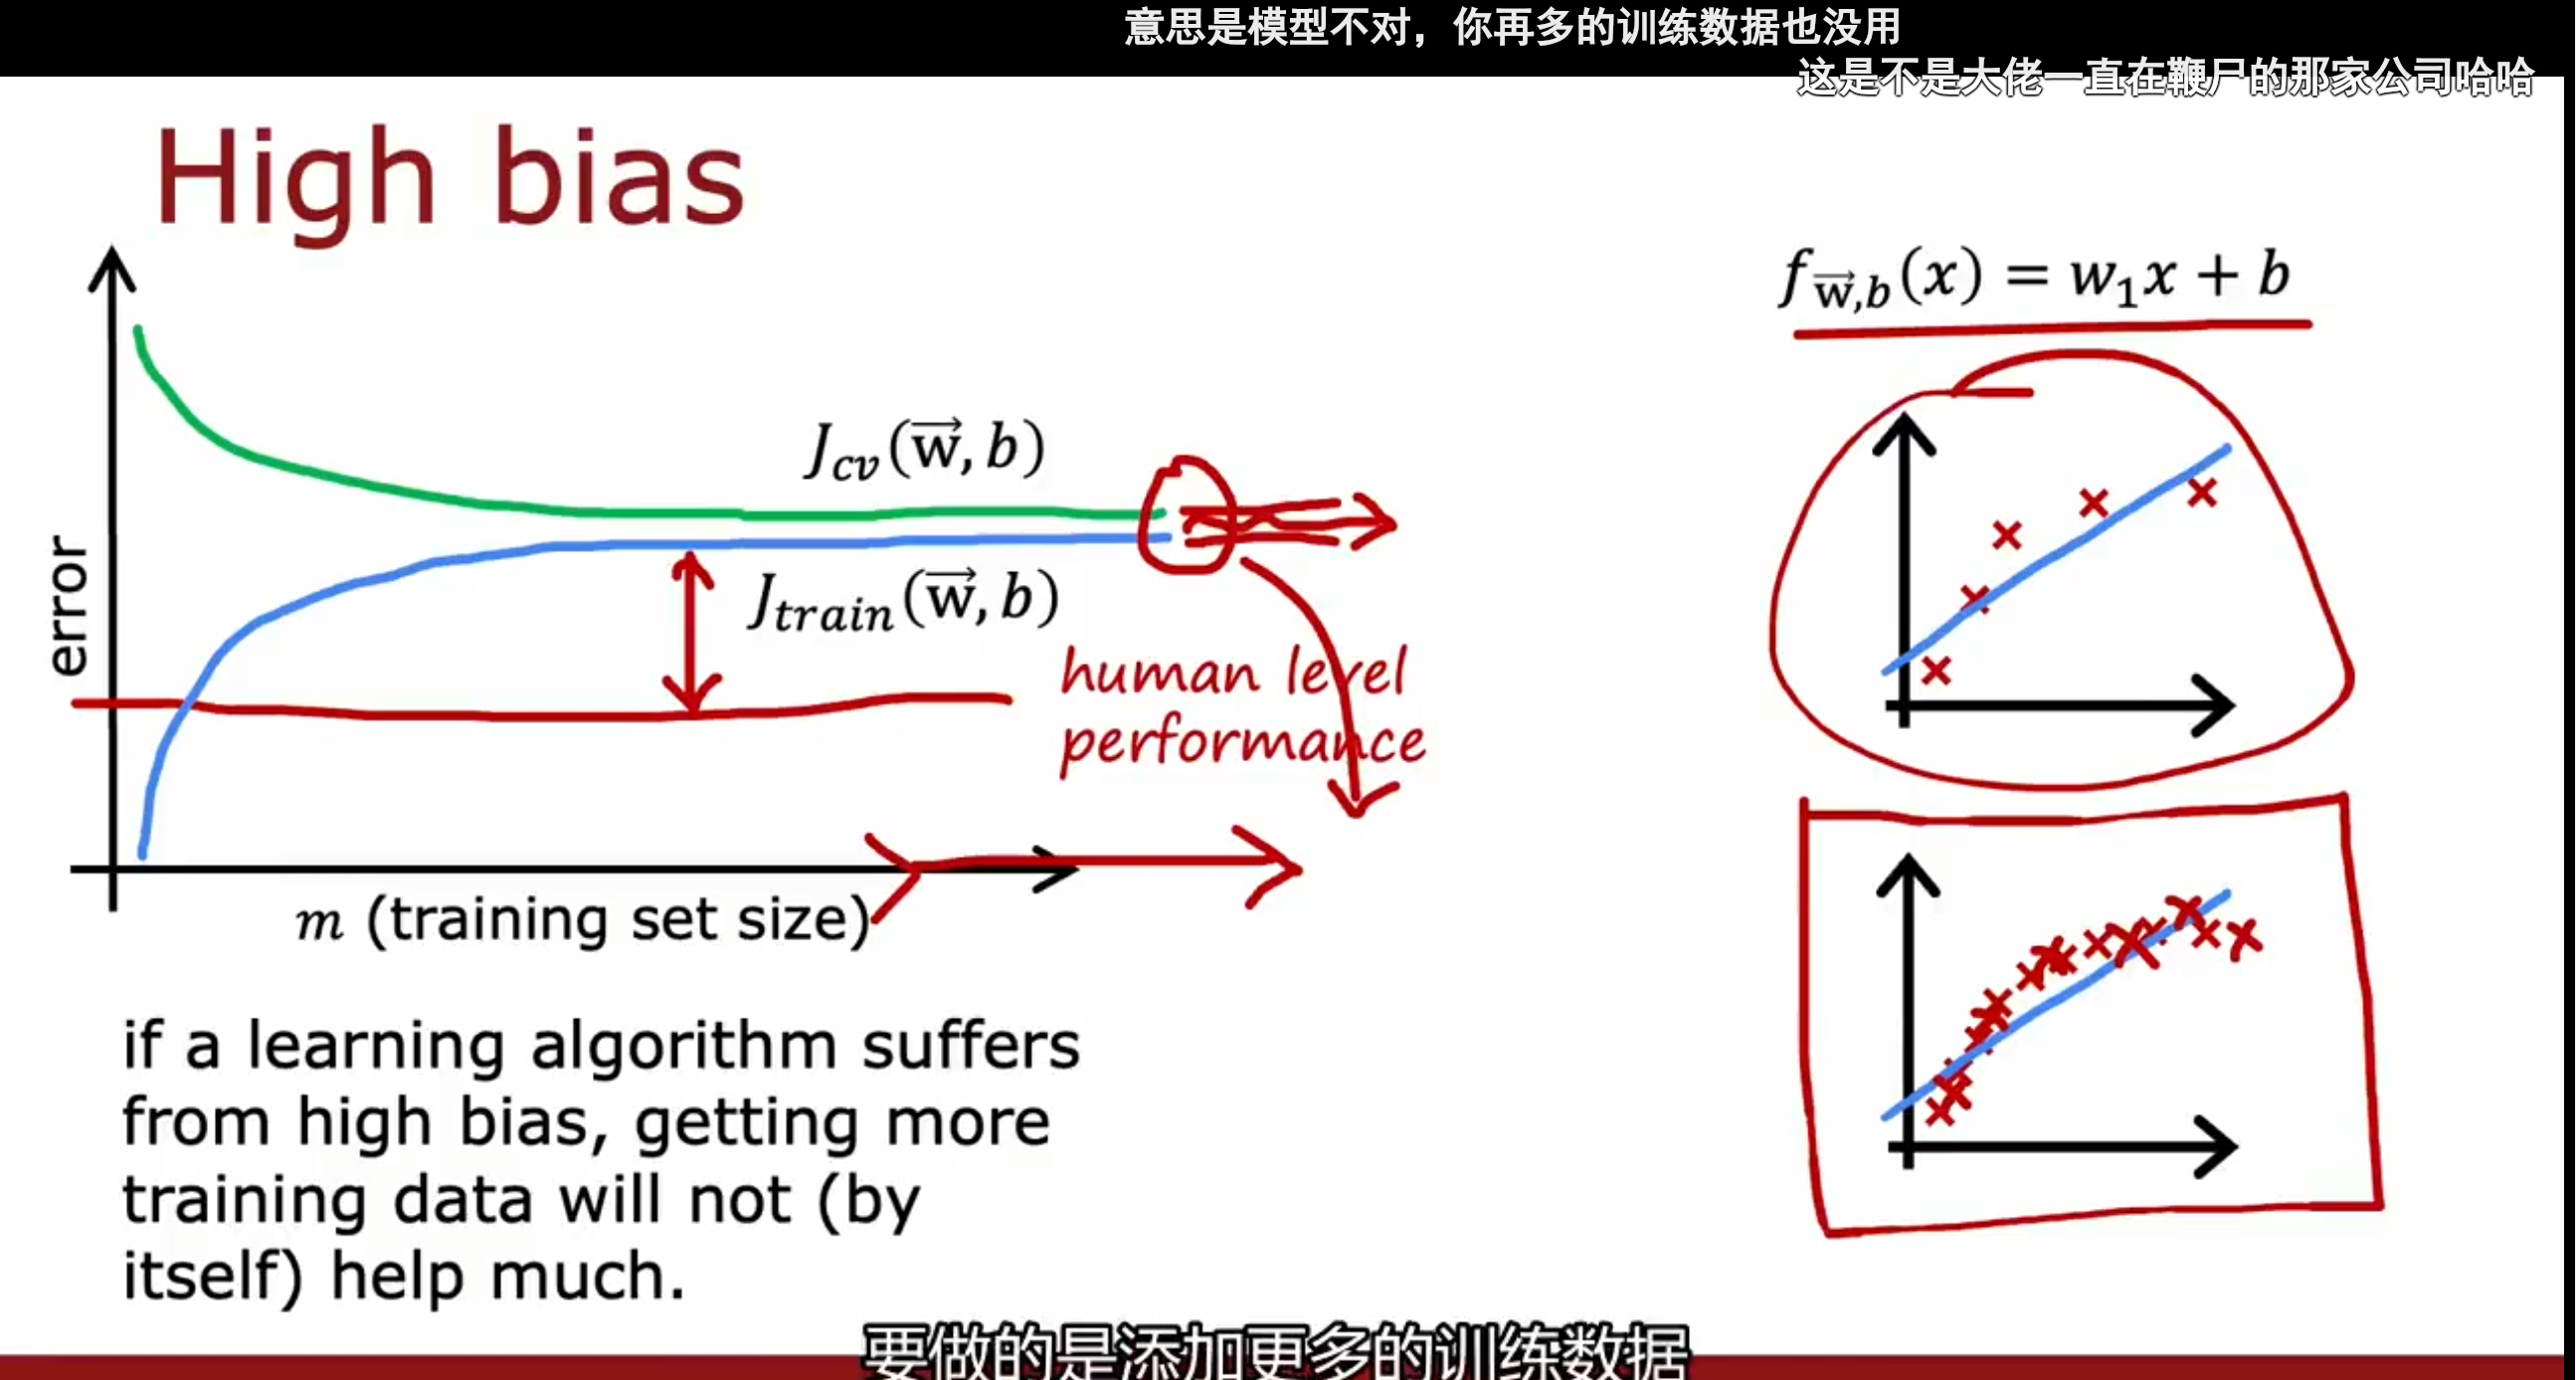 意思是模型不对，你再多的训练数据也没用
这是不是大佬一直在鞭尸的那家公司哈哈
High bias
f_{\vec{w},b}(x) = w₁x + b
J_{cv}(\vec{w}, b)
J_{train}(\vec{w}, b)
error
human level
performance
m (training set size)
if a learning algorithm suffers
from high bias, getting more
training data will not (by
itself) help much.
要做的是添加更多的训练数据